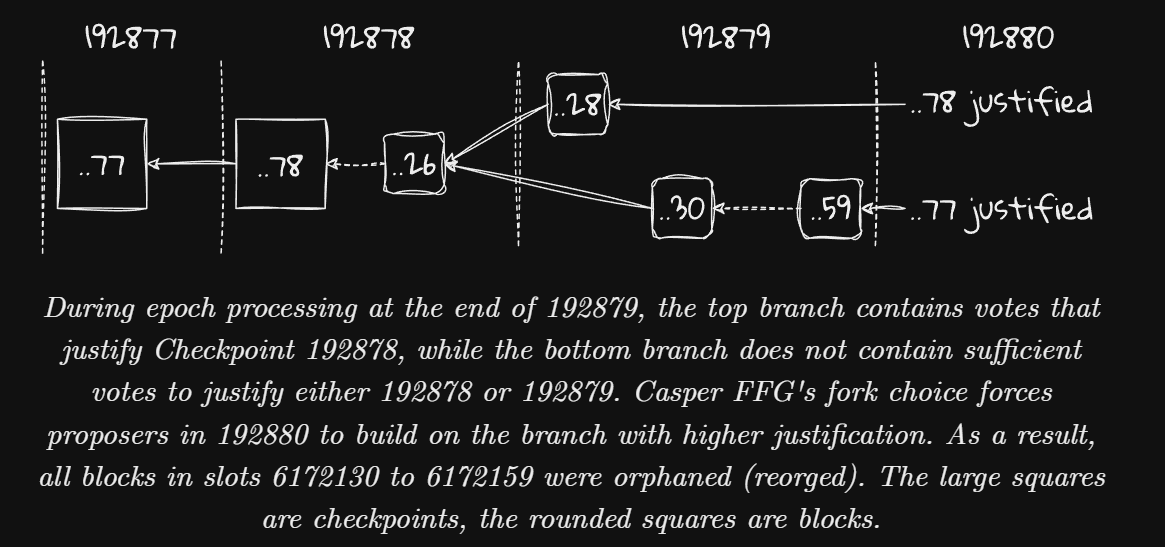 192877 192878 192879 192880
..28 ..78 justified
..77 ..78 ..26
..30 ..59 ..77 justified
During epoch processing at the end of 192879, the top branch contains votes that
justify Checkpoint 192878, while the bottom branch does not contain sufficient
votes to justify either 192878 or 192879. Casper FFG's fork choice forces
proposers in 192880 to build on the branch with higher justification. As a result,
all blocks in slots 6172130 to 6172159 were orphaned (reorged). The large squares
are checkpoints, the rounded squares are blocks.